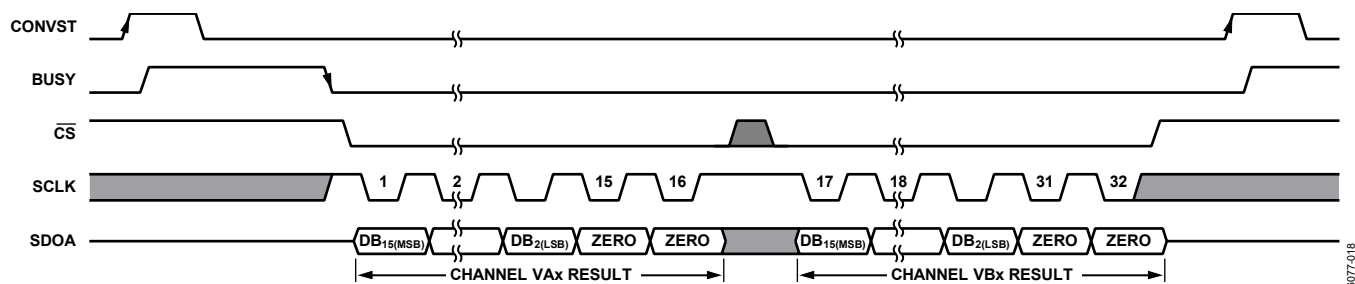 CONVST
BUSY
CS
SCLK 1 2 15 16 17 18 31 32
SDOA DB15(MSB) DB2(LSB) ZERO ZERO DB15(MSB) DB2(LSB) ZERO ZERO
CHANNEL VAx RESULT CHANNEL VBx RESULT